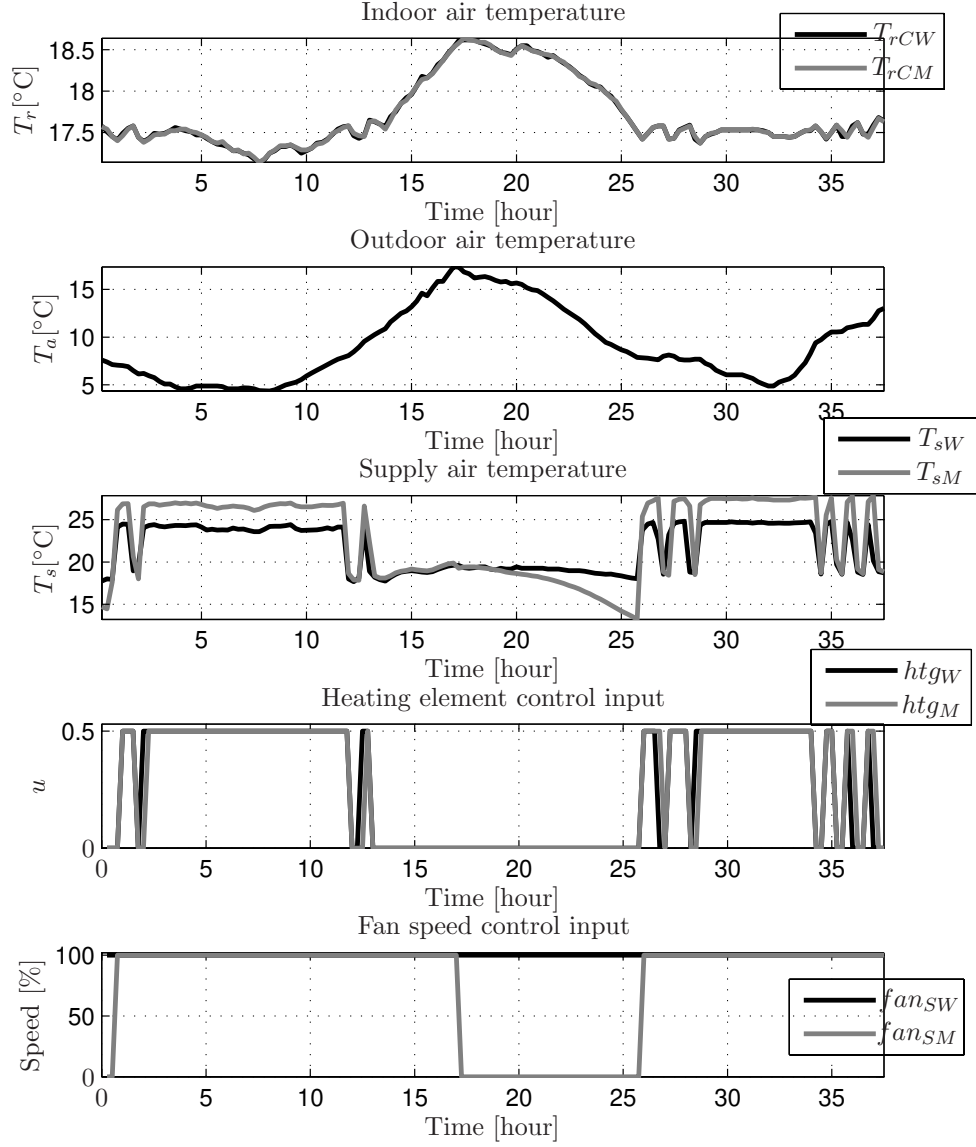 Indoor air temperature
18.5
18
17.5
T_r[°C]
T_rCW
T_rCM
5 10 15 20 25 30 35
Time [hour]
Outdoor air temperature
15
10
5
T_a[°C]
5 10 15 20 25 30 35
Time [hour]
T_sW
T_sM
Supply air temperature
25
20
15
T_s[°C]
5 10 15 20 25 30 35
Time [hour]
htg_W
htg_M
Heating element control input
0.5
0
u
0 5 10 15 20 25 30 35
Time [hour]
Fan speed control input
100
50
0
Speed [%]
fan_SW
fan_SM
0 5 10 15 20 25 30 35
Time [hour]